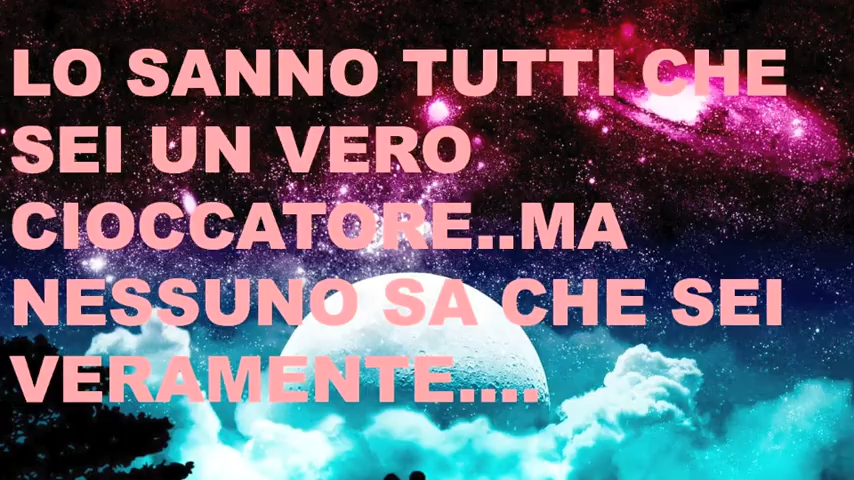 LO SANNO TUTTI CHE
SEI UN VERO
CIOCCATORE..MA
NESSUNO SA CHE SEI
VERAMENTE....